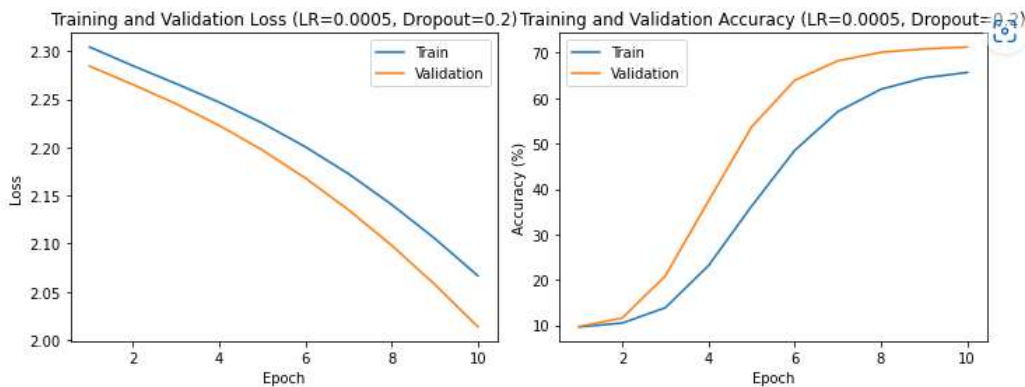 Training and Validation Loss (LR=0.0005, Dropout=0.2)
Train
Validation
2.30
2.25
2.20
2.15
2.10
2.05
2.00
Loss
2
4
6
8
10
Epoch
Training and Validation Accuracy (LR=0.0005, Dropout=0.2)
Train
Validation
70
60
50
40
30
20
10
Accuracy (%)
2
4
6
8
10
Epoch